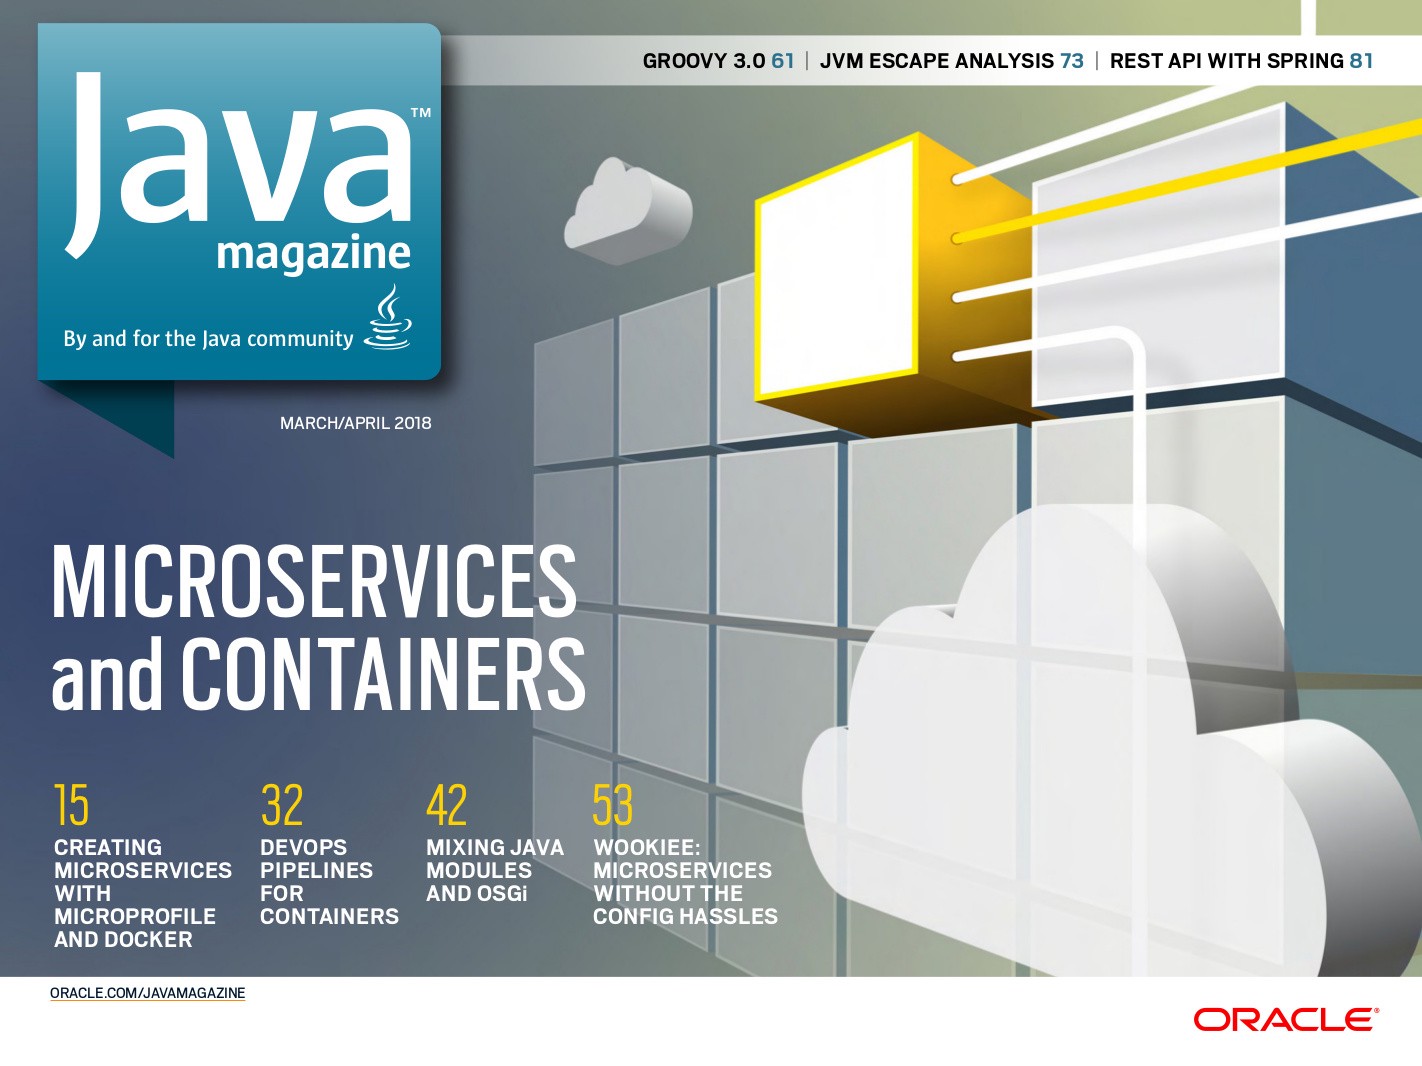 GROOVY 3.0 61 | JVM ESCAPE ANALYSIS 73 | REST API WITH SPRING 81
Java™
magazine
By and for the Java community
MARCH/APRIL 2018
MICROSERVICES
and CONTAINERS
15
CREATING
MICROSERVICES
WITH
MICROPROFILE
AND DOCKER
32
DEVOPS
PIPELINES
FOR
CONTAINERS
42
MIXING JAVA
MODULES
AND OSGi
53
WOOKIEE:
MICROSERVICES
WITHOUT THE
CONFIG HASSLES
ORACLE.COM/JAVAMAGAZINE
ORACLE®